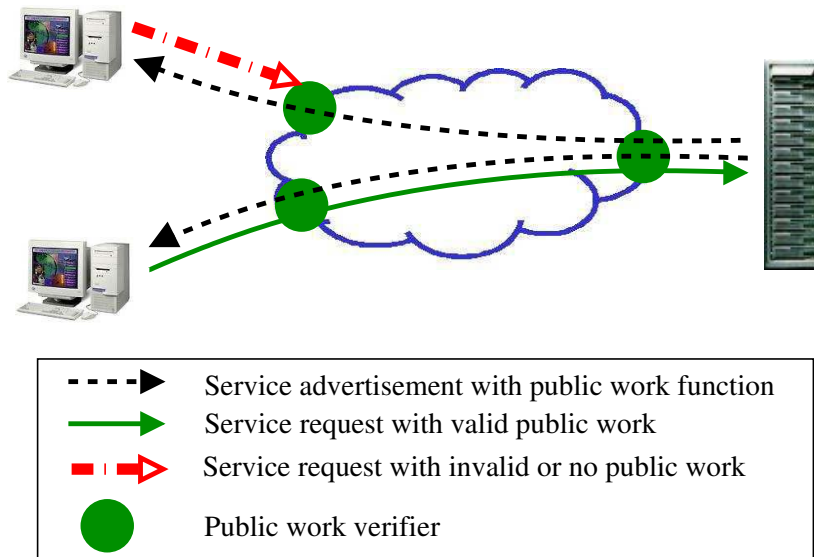 Service advertisement with public work function
Service request with valid public work
Service request with invalid or no public work
Public work verifier